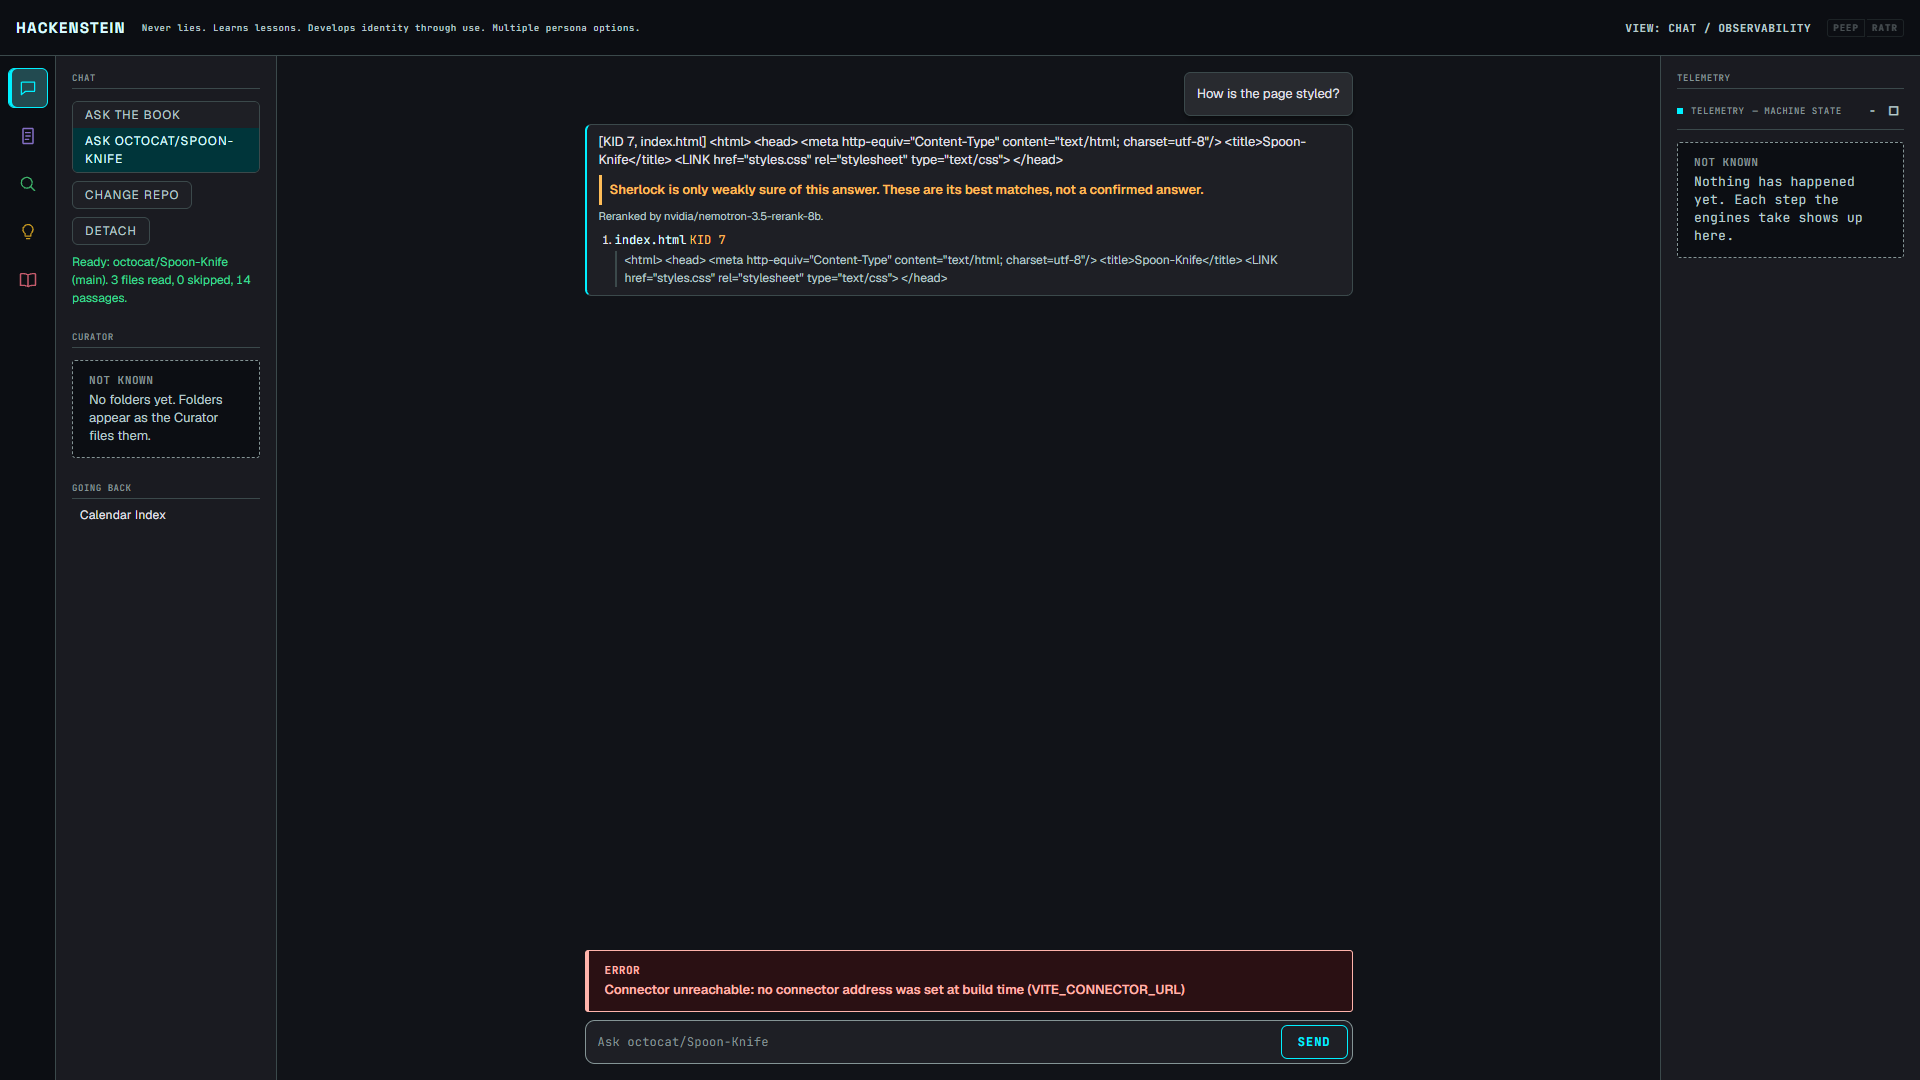 HACKENSTEIN
Never lies. Learns lessons. Develops identity through use. Multiple persona options.
VIEW: CHAT / OBSERVABILITY
PEEP
RATR
CHAT
ASK THE BOOK
ASK OCTOCAT/SPOON-
KNIFE
CHANGE REPO
DETACH
Ready: octocat/Spoon-Knife
(main). 3 files read, 0 skipped, 14
passages.
CURATOR
NOT KNOWN
No folders yet. Folders
appear as the Curator
files them.
GOING BACK
Calendar Index
How is the page styled?
[KID 7, index.html] <html> <head> <meta http-equiv="Content-Type" content="text/html; charset=utf-8"/> <title>Spoon-
Knife</title> <LINK href="styles.css" rel="stylesheet" type="text/css"> </head>
Sherlock is only weakly sure of this answer. These are its best matches, not a confirmed answer.
Reranked by nvidia/nemotron-3.5-rerank-8b.
1. index.html KID 7
<html> <head> <meta http-equiv="Content-Type" content="text/html; charset=utf-8"/> <title>Spoon-Knife</title> <LINK
href="styles.css" rel="stylesheet" type="text/css"> </head>
ERROR
Connector unreachable: no connector address was set at build time (VITE_CONNECTOR_URL)
Ask octocat/Spoon-Knife
SEND
TELEMETRY
TELEMETRY — MACHINE STATE
NOT KNOWN
Nothing has happened
yet. Each step the
engines take shows up
here.